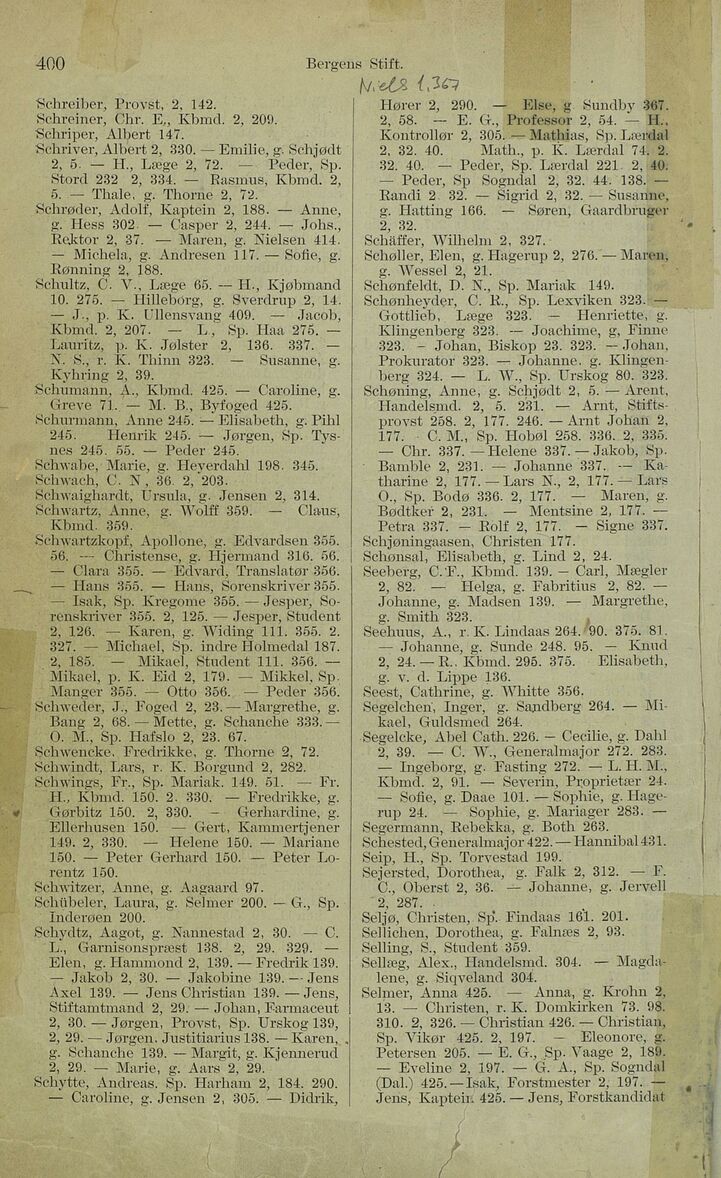 400
Bergens Stift.
Niels 1,367
Schreiber, Provst, 2, 142.
Schreiner, Chr. E., Kbmd. 2, 209.
Schriper, Albert 147.
Schriver, Albert 2, 330. — Emilie, g. Schjødt
2, 5. — H., Læge 2, 72. — Peder, Sp.
Stord 232 2, 334. — Rasmus, Kbmd. 2,
5. — Thale, g. Thorne 2, 72.
Schrøder, Adolf, Kaptein 2, 188. — Anne,
g. Hess 302. — Casper 2, 244. — Johs.,
Rektor 2, 37. — Maren, g. Nielsen 414.
— Michela, g. Andresen 117. — Sofie, g.
Rønning 2, 188.
Schultz, C. V., Læge 65. — H., Kjøbmand
10. 275. — Hilleborg, g. Sverdrup 2, 14.
— J., p. K. Ullensvang 409. — Jacob,
Kbmd. 2, 207. — L., Sp. Haa 275. —
Lauritz, p. K. Jølster 2, 136. 337. —
N. S., r. K. Thinn 323. — Susanne, g.
Kyhring 2, 39.
Schumann, A., Kbmd. 425. — Caroline, g.
Greve 71. — M. B., Byfoged 425.
Schurmann, Anne 245. — Elisabeth, g. Pihl
245. Henrik 245. — Jørgen, Sp. Tys-
nes 245. 55. — Peder 245.
Schwabe, Marie, g. Heyerdahl 198. 345.
Schwach, C. N, 36. 2, 203.
Schwaighardt, Ursula, g. Jensen 2, 314.
Schwartz, Anne, g. Wolff 359. — Claus,
Kbmd. 359.
Schwartzkopf, Apollone, g. Edvardsen 355.
56. — Christense, g. Hjermand 316. 56.
— Clara 355. — Edvard, Translatør 356.
— Hans 355. — Hans, Sorenskriver 355.
— Isak, Sp. Kregome 355. — Jesper, So-
renskriver 355. 2, 125. — Jesper, Student
2, 126. — Karen, g. Widing 111. 355. 2.
327. — Michael, Sp. indre Holmedal 187.
2, 185. — Mikael, Student 111. 356. —
Mikael, p. K. Eid 2, 179. — Mikkel, Sp.
Manger 355. — Otto 356. — Peder 356.
Schweder, J., Foged 2, 23. — Margrethe, g.
Bang 2, 68. — Mette, g. Schanche 333. —
O. M., Sp. Hafslo 2, 23. 67.
Schwencke, Fredrikke, g. Thorne 2, 72.
Schwindt, Lars, r. K. Borgund 2, 282.
Schwings, Fr., Sp. Mariak. 149. 51. — Fr.
H., Kbmd. 150. 2. 330. — Fredrikke, g.
Gørbitz 150. 2, 330. — Gerhardine, g.
Ellerhusen 150. — Gert, Kammertjener
149. 2, 330. — Helene 150. — Mariane
150. — Peter Gerhard 150. — Peter Lo-
rentz 150.
Schwitzer, Anne, g. Aagaard 97.
Schübeler, Laura, g. Selmer 200. — G., Sp.
Inderøen 200.
Schydtz, Aagot, g. Nannestad 2, 30. — C.
L., Garnisonspræst 138. 2, 29. 329. —
Elen, g. Hammond 2, 139. — Fredrik 139.
— Jakob 2, 30. — Jakobine 139. — Jens
Axel 139. — Jens Christian 139. — Jens,
Stiftamtmand 2, 29. — Johan, Farmaceut
2, 30. — Jørgen, Provst, Sp. Urskog 139,
2, 29. — Jørgen, Justitiarius 138. — Karen,
g. Schanche 139. — Margit, g. Kjennerud
2, 29. — Marie, g. Aars 2, 29.
Schytte, Andreas, Sp. Harham 2, 184. 290.
— Caroline, g. Jensen 2, 305. — Didrik,
Hører 2, 290. — Else, g Sundby 367.
2, 58. — E. G., Professor 2, 54. — H.,
Kontrollør 2, 305. — Mathias, Sp. Lærdal
2, 32. 40. Math., p. K. Lærdal 74. 2.
32. 40. — Peder, Sp. Lærdal 221. 2, 40.
— Peder, Sp Sogndal 2, 32. 44. 138. —
Randi 2 32. — Sigrid 2, 32. — Susanne,
g. Hatting 166. — Søren, Gaardbruger
2, 32.
Schäffer, Wilhelm 2, 327.
Schøller, Elen, g. Hagerup 2, 276. — Maren,
g. Wessel 2, 21.
Schønfeldt, D. N., Sp. Mariak 149.
Schønheyder, C. R., Sp. Lexviken 323. —
Gottlieb, Læge 323. — Henriette, g.
Klingenberg 323. — Joachime, g, Finne
323. — Johan, Biskop 23. 323. — Johan,
Prokurator 323. — Johanne. g. Klingen-
berg 324. — L. W., Sp. Urskog 80. 323.
Schøning, Anne, g. Schjødt 2, 5. — Arent,
Handelsmd. 2, 5. 231. — Arnt, Stifts-
provst 258. 2, 177. 246. — Arnt Johan 2,
177. C. M., Sp. Hobøl 258. 336. 2, 335.
— Chr. 337. — Helene 337. — Jakob, Sp.
Bamble 2, 231. — Johanne 337. — Ka-
tharine 2, 177. — Lars N., 2, 177. — Lars
O., Sp. Bodø 336. 2, 177. — Maren, g.
Bødtker 2, 231. — Mentsine 2, 177. —
Petra 337. — Rolf 2, 177. — Signe 337.
Schjøningaasen, Christen 177.
Schønsal, Elisabeth, g. Lind 2, 24.
Seeberg, C. F., Kbmd. 139. — Carl, Mægler
2, 82. — Helga, g. Fabritius 2, 82. —
Johanne, g. Madsen 139. — Margrethe,
g. Smith 323.
Seehuus, A., r. K. Lindaas 264. 90. 375. 81.
— Johanne, g. Sunde 248. 95. — Knud
2, 24. — R., Kbmd. 295. 375. Elisabeth,
g. v. d. Lippe 136.
Seest, Cathrine, g. Whitte 356.
Segelchen, Inger, g. Sandberg 264. — Mi-
kael, Guldsmed 264.
Segelcke, Abel Cath. 226. — Cecilie, g. Dahl
2, 39. — C. W., Generalmajor 272. 283.
— Ingeborg, g. Fasting 272. — L. H. M.,
Kbmd. 2, 91. — Severin, Proprietær 24.
— Sofie, g. Daae 101. — Sophie, g. Hage-
rup 24. — Sophie, g. Mariager 283. —
Segermann, Rebekka, g. Both 263.
Schested, Generalmajor 422. — Hannibal 431.
Seip, H., Sp. Torvestad 199.
Sejersted, Dorothea, g. Falk 2, 312. — F.
C., Oberst 2, 36. — Johanne, g. Jervell
2, 287.
Seljø, Christen, Sp. Findaas 161. 201.
Sellichen, Dorothea, g. Falnæs 2, 93.
Selling, S., Student 359.
Sellæg, Alex., Handelsmd. 304. — Magda-
lene, g. Siqveland 304.
Selmer, Anna 425. — Anna, g. Krohn 2,
13. — Christen, r. K. Domkirken 73. 98.
310. 2, 326. — Christian 426. — Christian,
Sp. Vikør 425. 2, 197. — Eleonore, g.
Petersen 205. — E. G., Sp. Vaage 2, 189.
— Eveline 2, 197. — G. A., Sp. Sogndal
(Dal.) 425. — Isak, Forstmester 2, 197. —
Jens, Kaptein 425. — Jens, Forstkandidat